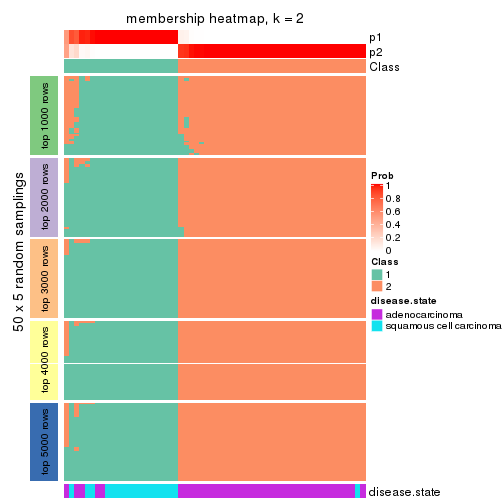 membership heatmap, k = 2
p1
p2
Class
50 x 5 random samplings
top 1000 rows
top 2000 rows
top 3000 rows
top 4000 rows
top 5000 rows
Prob
1
0.8
0.6
0.4
0.2
0
Class
1
2
disease.state
adenocarcinoma
squamous cell carcinoma
disease.state